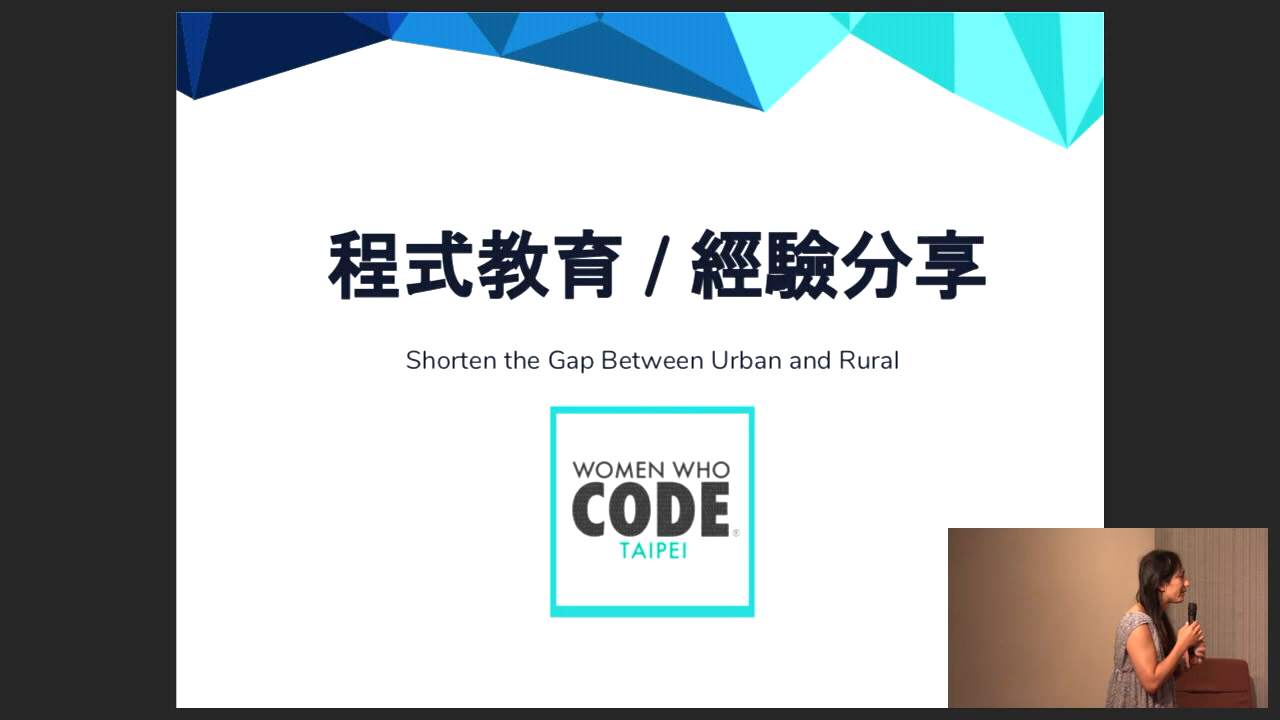 程式教育 / 經驗分享
Shorten the Gap Between Urban and Rural
WOMEN WHO
CODE®
TAIPEI